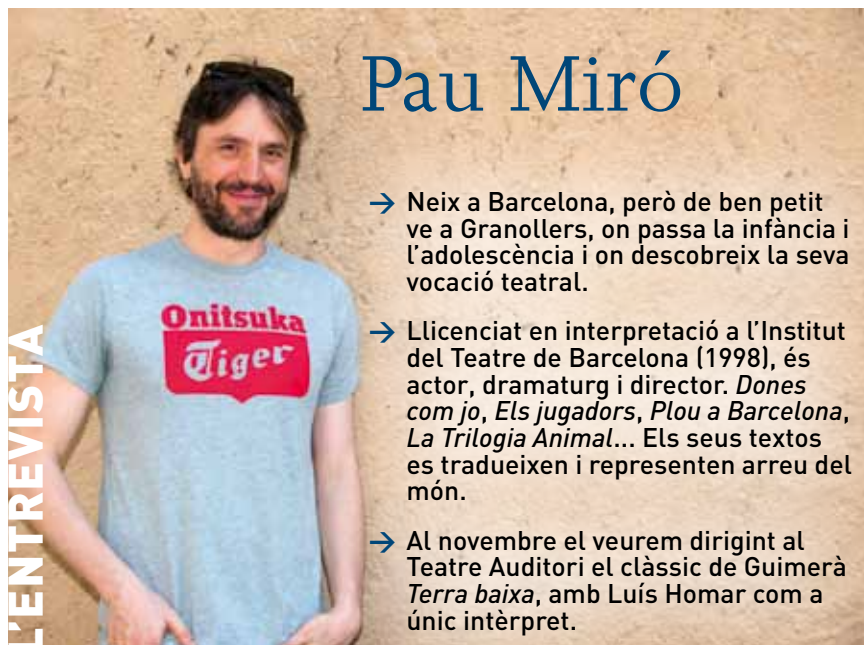 Pau Miró
→ Neix a Barcelona, però de ben petit
ve a Granollers, on passa la infància i
l'adolescència i on descobreix la seva
vocació teatral.
→ Llicenciat en interpretació a l'Institut
del Teatre de Barcelona (1998), és
actor, dramaturg i director. Dones
com jo, Els jugadors, Plou a Barcelona,
La Trilogia Animal... Els seus textos
es tradueixen i representen arreu del
món.
→ Al novembre el veurem dirigint al
Teatre Auditori el clàssic de Guimerà
Terra baixa, amb Luís Homar com a
únic intèrpret.
Onitsuka
Tiger
L'ENTREVISTA